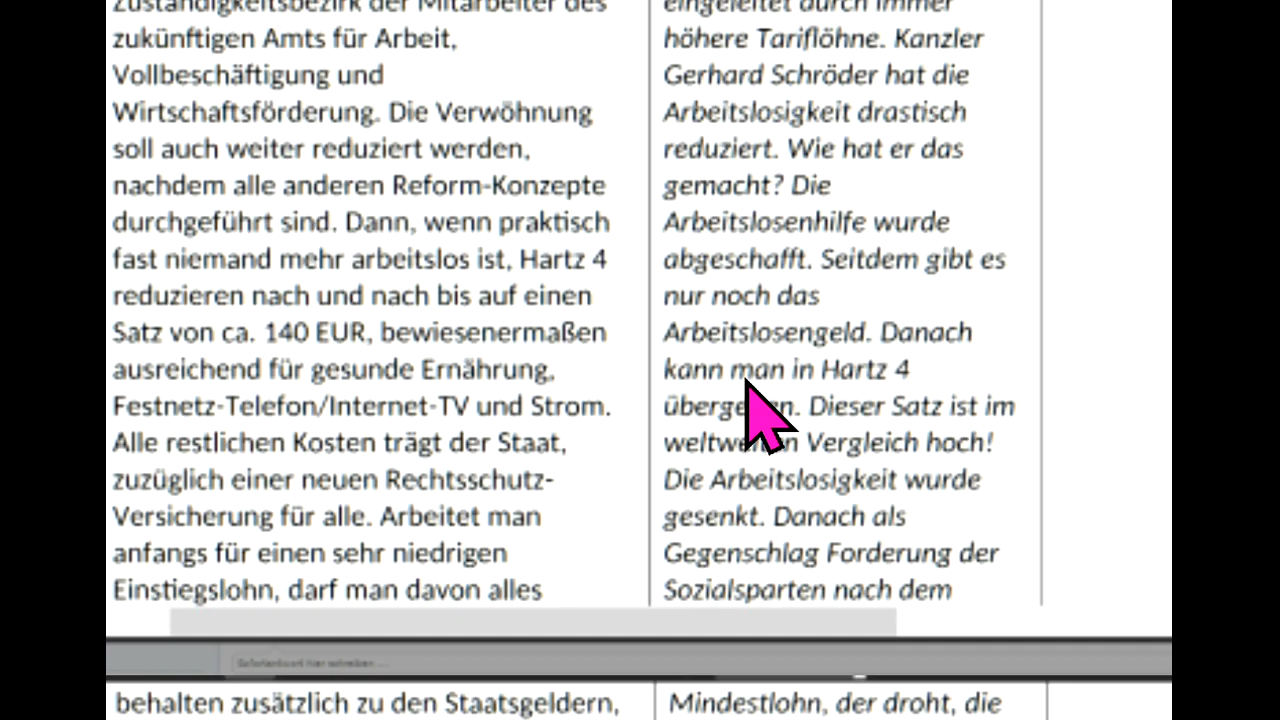 Zuständigkeitsbezirk der Mitarbeiter des
zukünftigen Amts für Arbeit,
Vollbeschäftigung und
Wirtschaftsförderung. Die Verwöhnung
soll auch weiter reduziert werden,
nachdem alle anderen Reform-Konzepte
durchgeführt sind. Dann, wenn praktisch
fast niemand mehr arbeitslos ist, Hartz 4
reduzieren nach und nach bis auf einen
Satz von ca. 140 EUR, bewiesenermaßen
ausreichend für gesunde Ernährung,
Festnetz-Telefon/Internet-TV und Strom.
Alle restlichen Kosten trägt der Staat,
zuzüglich einer neuen Rechtsschutz-
Versicherung für alle. Arbeitet man
anfangs für einen sehr niedrigen
Einstiegslohn, darf man davon alles
behalten zusätzlich zu den Staatsgeldern,
eingeleitet durch immer
höhere Tariflöhne. Kanzler
Gerhard Schröder hat die
Arbeitslosigkeit drastisch
reduziert. Wie hat er das
gemacht? Die
Arbeitslosenhilfe wurde
abgeschafft. Seitdem gibt es
nur noch das
Arbeitslosengeld. Danach
kann man in Hartz 4
übergehen. Dieser Satz ist im
weltweiten Vergleich hoch!
Die Arbeitslosigkeit wurde
gesenkt. Danach als
Gegenschlag Forderung der
Sozialsparten nach dem
Mindestlohn, der droht, die